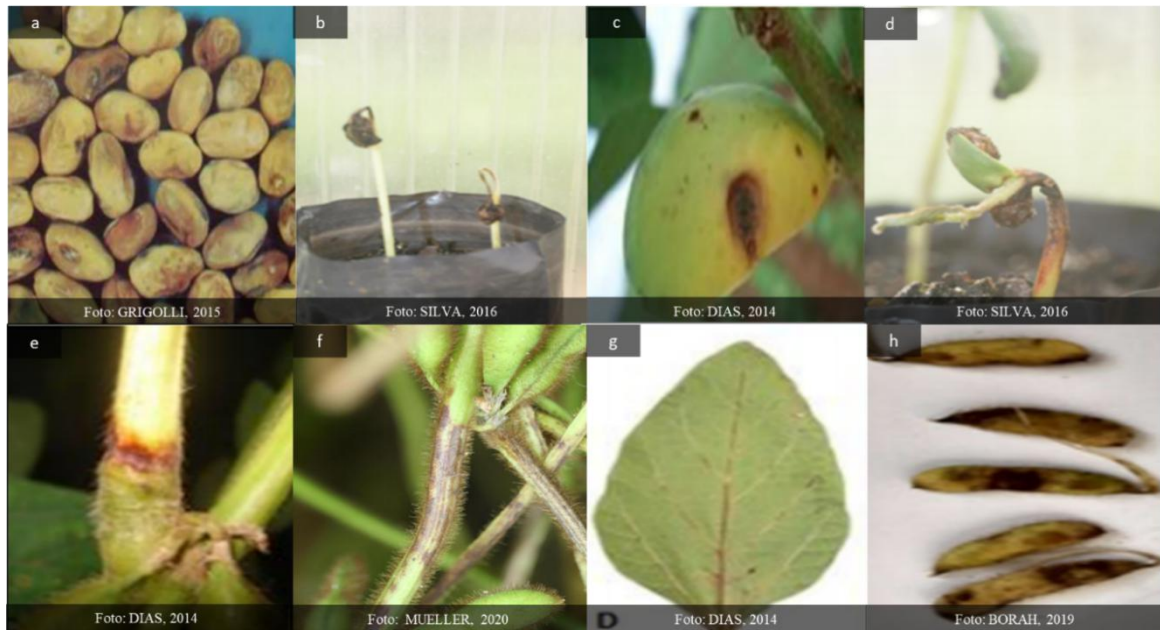 a
b
c
d
Foto: GRIGOLLI, 2015
Foto: SILVA, 2016
Foto: DIAS, 2014
Foto: SILVA, 2016
e
f
g
h
Foto: DIAS, 2014
Foto: MUELLER, 2020
D
Foto: DIAS, 2014
Foto: BORAH, 2019